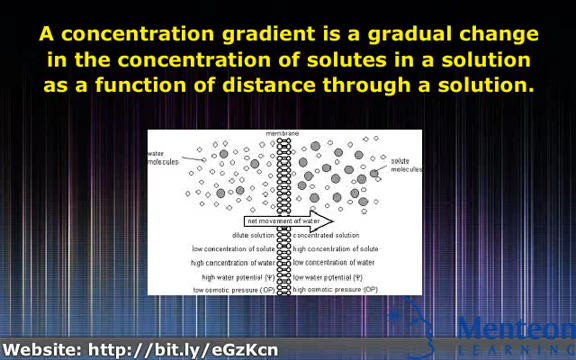 A concentration gradient is a gradual change
in the concentration of solutes in a solution
as a function of distance through a solution.
membrane
water
molecules
solute
molecules
net movement of water
dilute solution concentrated solution
low concentration of solute high concentration of solute
high concentration of water low concentration of water
high water potential (Ψ) low water potential (Ψ)
low osmotic pressure (OP) high osmotic pressure (OP)
Menteon
LEARNING
Website: http://bit.ly/eGzKcn